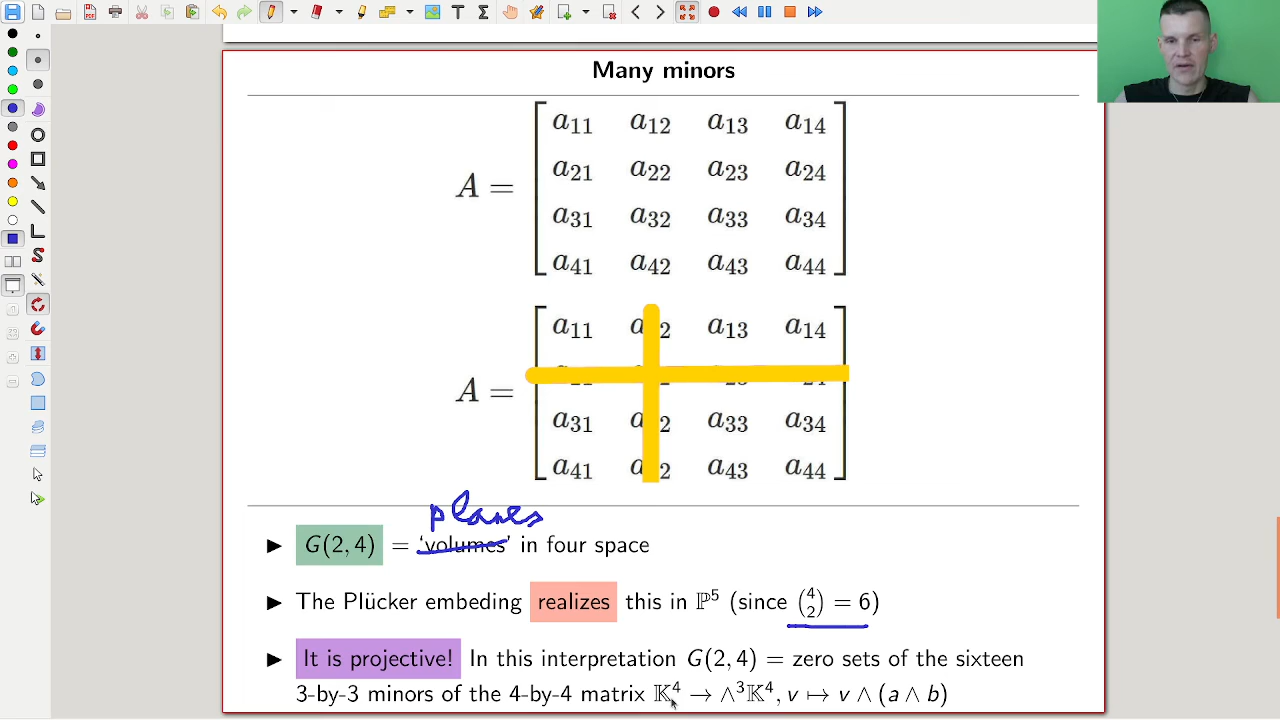 Many minors
a₁₁ a₁₂ a₁₃ a₁₄
a₂₁ a₂₂ a₂₃ a₂₄
A = 
a₃₁ a₃₂ a₃₃ a₃₄
a₄₁ a₄₂ a₄₃ a₄₄
a₁₁ a 2 a₁₃ a₁₄
A = 
a₃₁ a 2 a₃₃ a₃₄
a₄₁ a 2 a₄₃ a₄₄
planes
► G(2, 4) = ‘volumes’ in four space
► The Plücker embeding realizes this in ℙ⁵ (since (4 2) = 6)
► It is projective! In this interpretation G(2, 4) = zero sets of the sixteen
3-by-3 minors of the 4-by-4 matrix 𝕂⁴ → ∧³𝕂⁴, v ↦ v ∧ (a ∧ b)